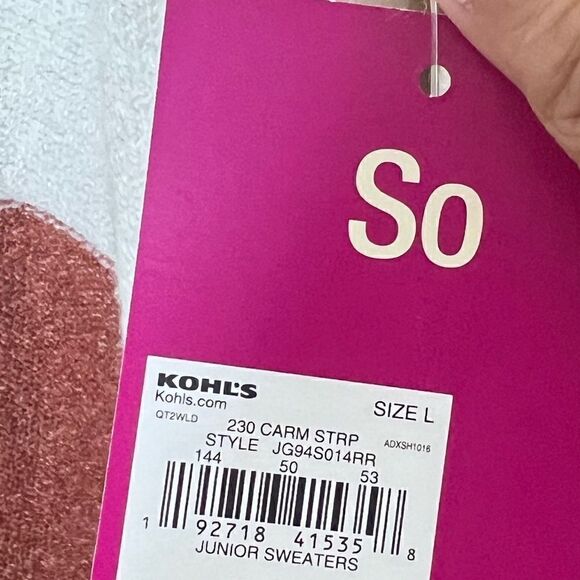 So
KOHL'S
Kohls.com
SIZE L
QT2WLD
230 CARM STRP
ADXSH1016
STYLE JG94S014RR
144 50 53
1 92718 41535 8
JUNIOR SWEATERS